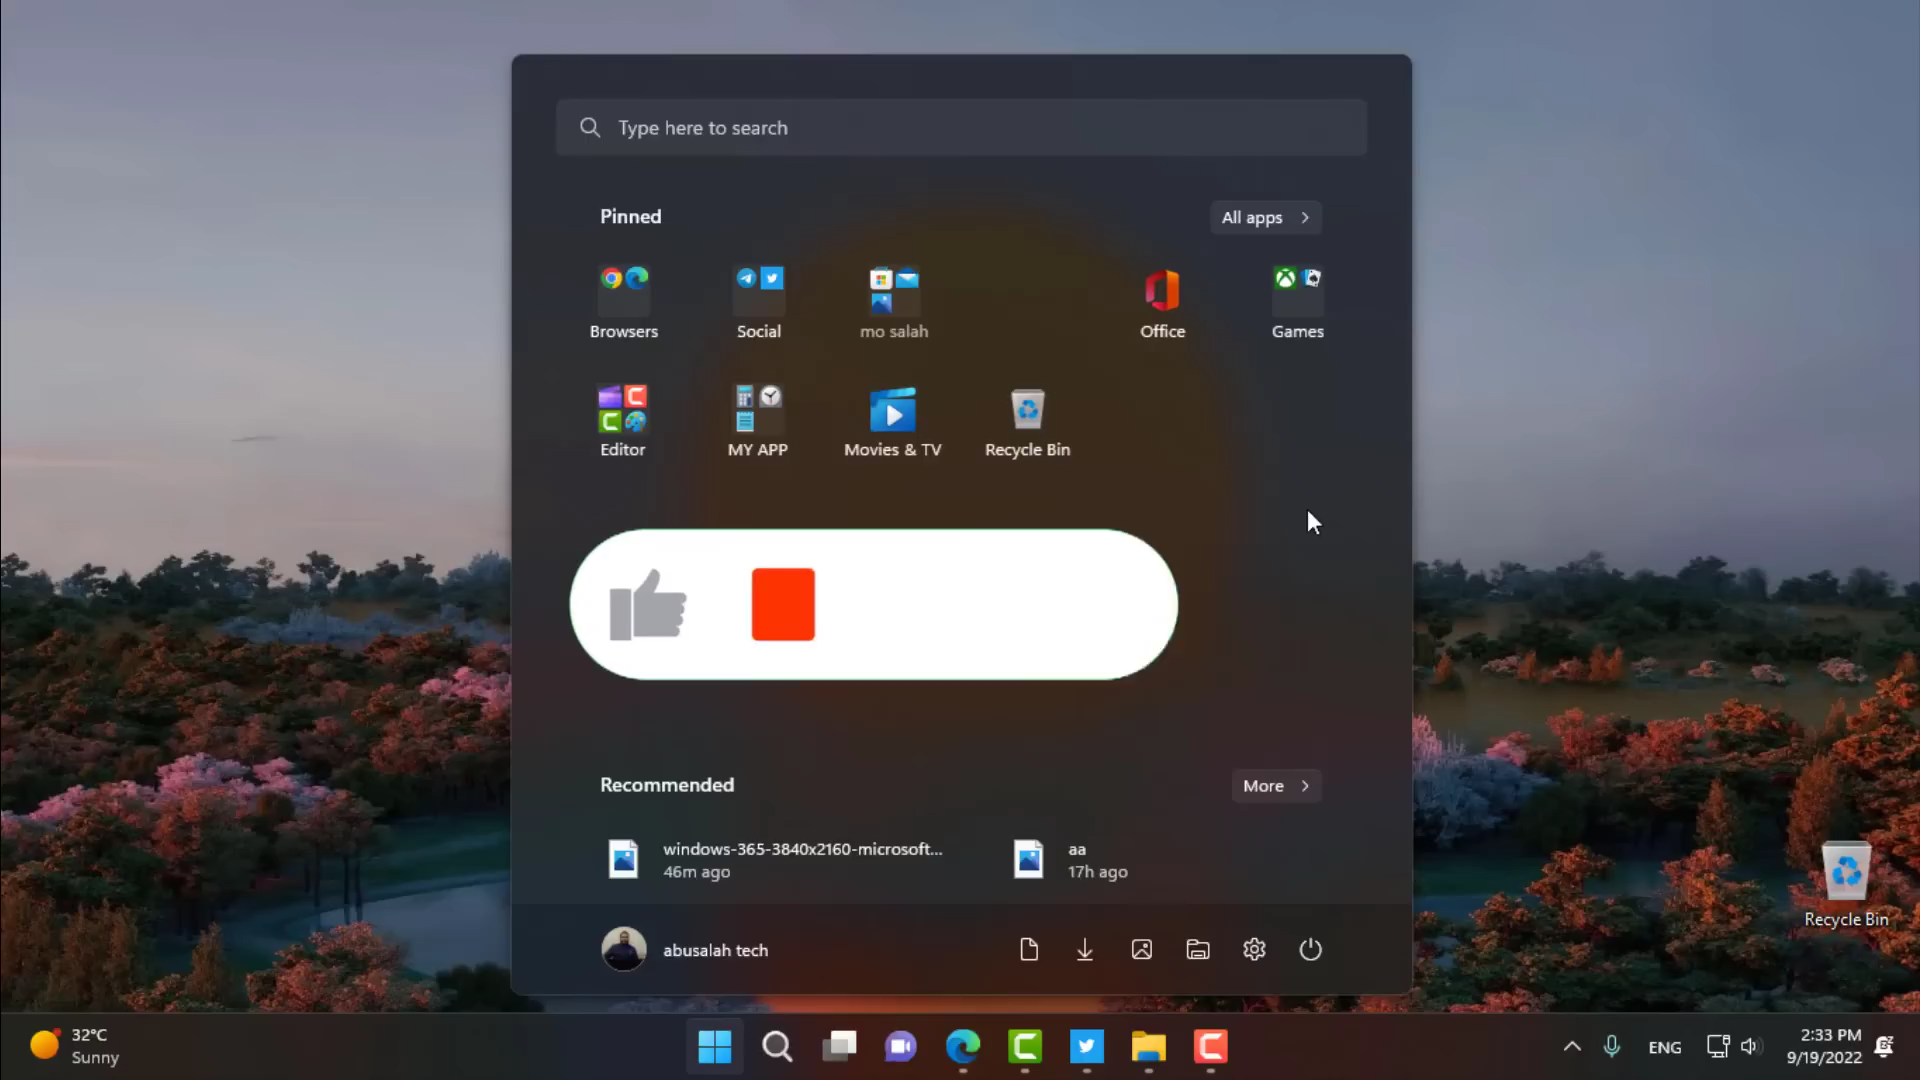 Type here to search
Pinned
All apps
Browsers
Social
mo salah
Office
Games
Editor
MY APP
Movies & TV
Recycle Bin
Recommended
More
windows-365-3840x2160-microsoft...
46m ago
aa
17h ago
abusalah tech
Recycle Bin
32°C
Sunny
ENG
2:33 PM
9/19/2022